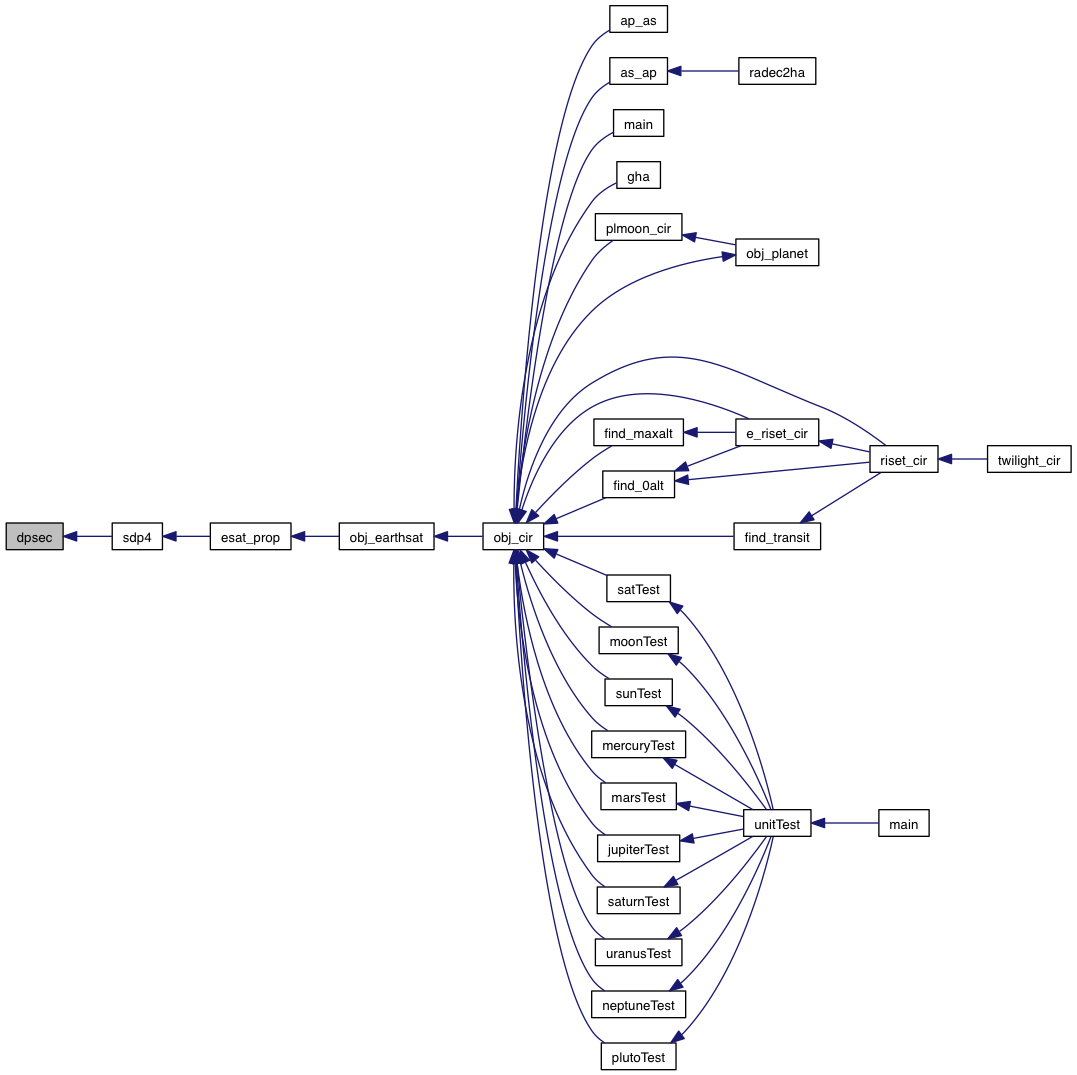 ap_as
as_ap
radec2ha
main
gha
plmoon_cir
obj_planet
find_maxalt
e_riset_cir
riset_cir
twilight_cir
find_0alt
dpsec
sdp4
esat_prop
obj_earthsat
obj_cir
find_transit
satTest
moonTest
sunTest
mercuryTest
marsTest
unitTest
main
jupiterTest
saturnTest
uranusTest
neptuneTest
plutoTest